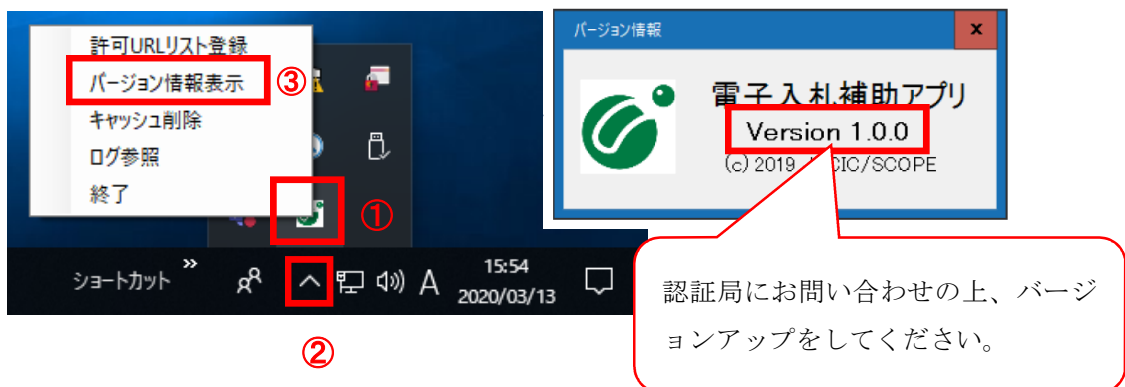 許可URLリスト登録
バージョン情報表示
③
キャッシュ削除
ログ参照
終了
①
ショートカット
»
A
15:54
2020/03/13
②
バージョン情報
x
電子入札補助アプリ
Version 1.0.0
(c) 2019 CIC/SCOPE
認証局にお問い合わせの上、バージ
ョンアップをしてください。